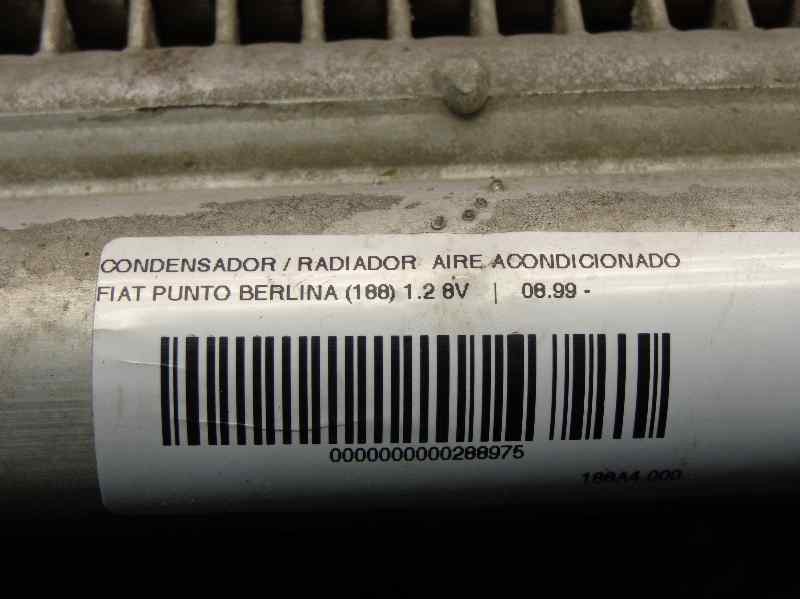 CONDENSADOR / RADIADOR AIRE ACONDICIONADO
FIAT PUNTO BERLINA (188) 1.2 8V | 08.99 -
0000000000288975
188A4.000